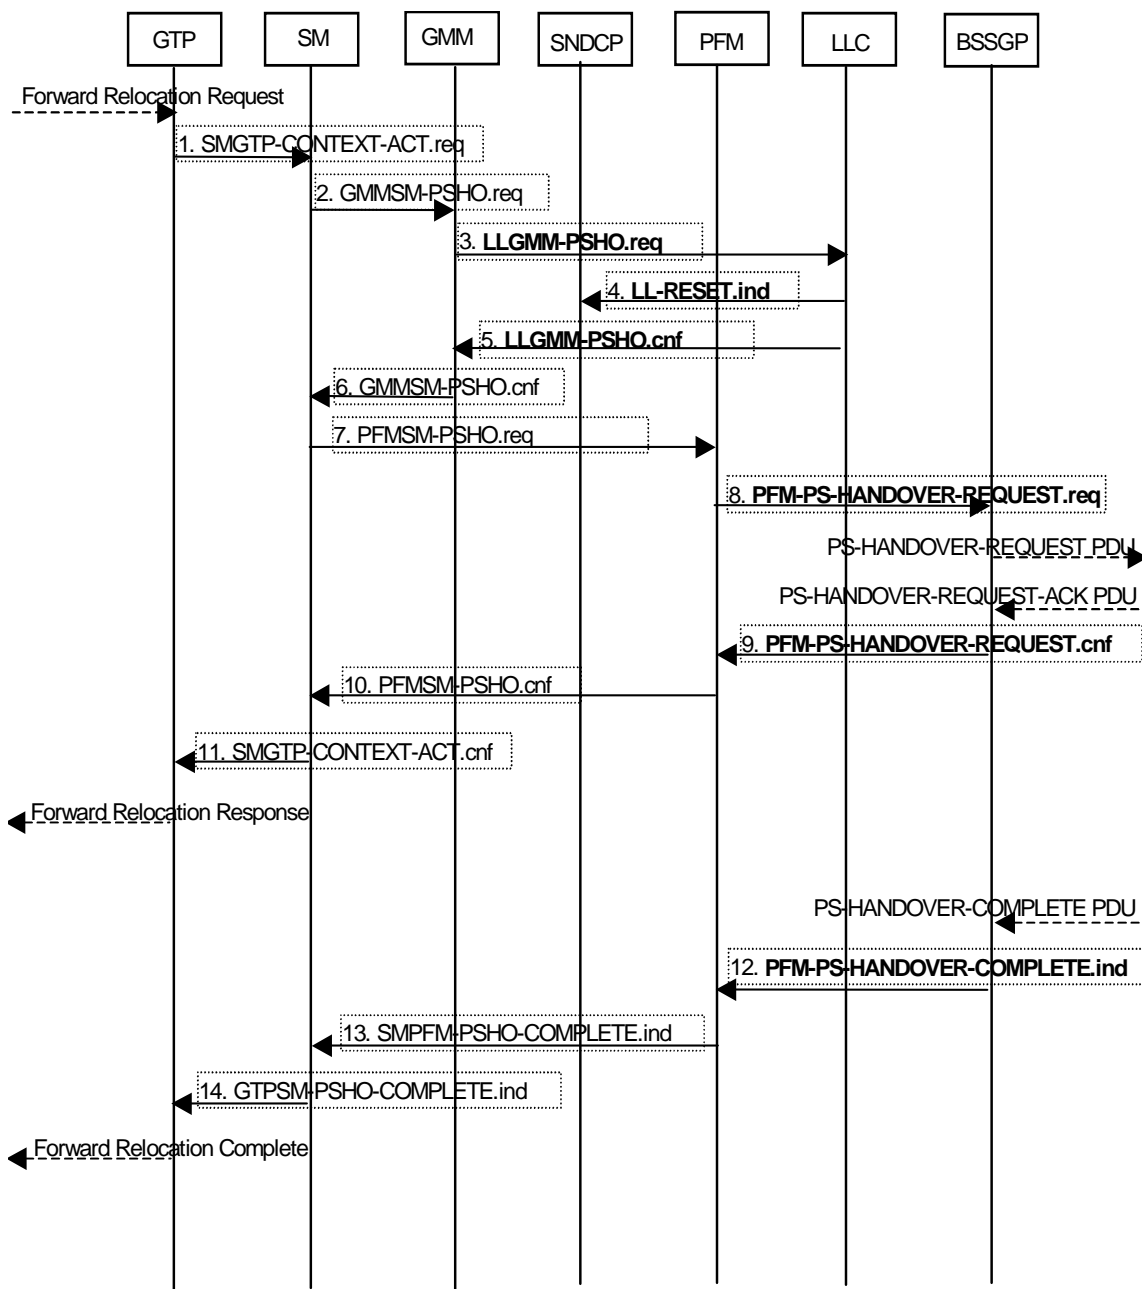 GTP
SM
GMM
SNDCP
PFM
LLC
BSSGP
Forward Relocation Request
1. SMGTP-CONTEXT-ACT.req
2. GMMSM-PSHO.req
3. LLGMM-PSHO.req
4. LL-RESET.ind
5. LLGMM-PSHO.cnf
6. GMMSM-PSHO.cnf
7. PFMSM-PSHO.req
8. PFM-PS-HANDOVER-REQUEST.req
PS-HANDOVER-REQUEST PDU
PS-HANDOVER-REQUEST-ACK PDU
9. PFM-PS-HANDOVER-REQUEST.cnf
10. PFMSM-PSHO.cnf
11. SMGTP-CONTEXT-ACT.cnf
Forward Relocation Response
PS-HANDOVER-COMPLETE PDU
12. PFM-PS-HANDOVER-COMPLETE.ind
13. SMPFM-PSHO-COMPLETE.ind
14. GTPSM-PSHO-COMPLETE.ind
Forward Relocation Complete